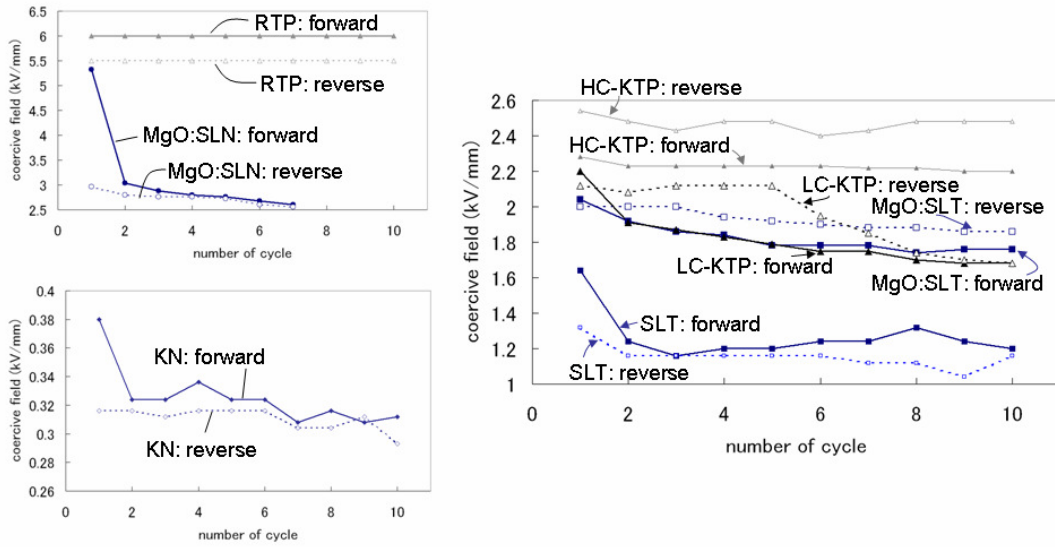 6.5
6
5.5
5
4.5
4
3.5
3
2.5
coercive field (kV/mm)
RTP: forward
RTP: reverse
MgO:SLN: forward
MgO:SLN: reverse
0 2 4 6 8 10
number of cycle
0.4
0.38
0.36
0.34
0.32
0.3
0.28
0.26
coercive field (kV/mm)
KN: forward
KN: reverse
0 2 4 6 8 10
number of cycle
2.6
2.4
2.2
2
1.8
1.6
1.4
1.2
1
coercive field (kV/mm)
HC-KTP: reverse
HC-KTP: forward
LC-KTP: reverse
MgO:SLT: reverse
LC-KTP: forward
MgO:SLT: forward
SLT: forward
SLT: reverse
0 2 4 6 8 10
number of cycle